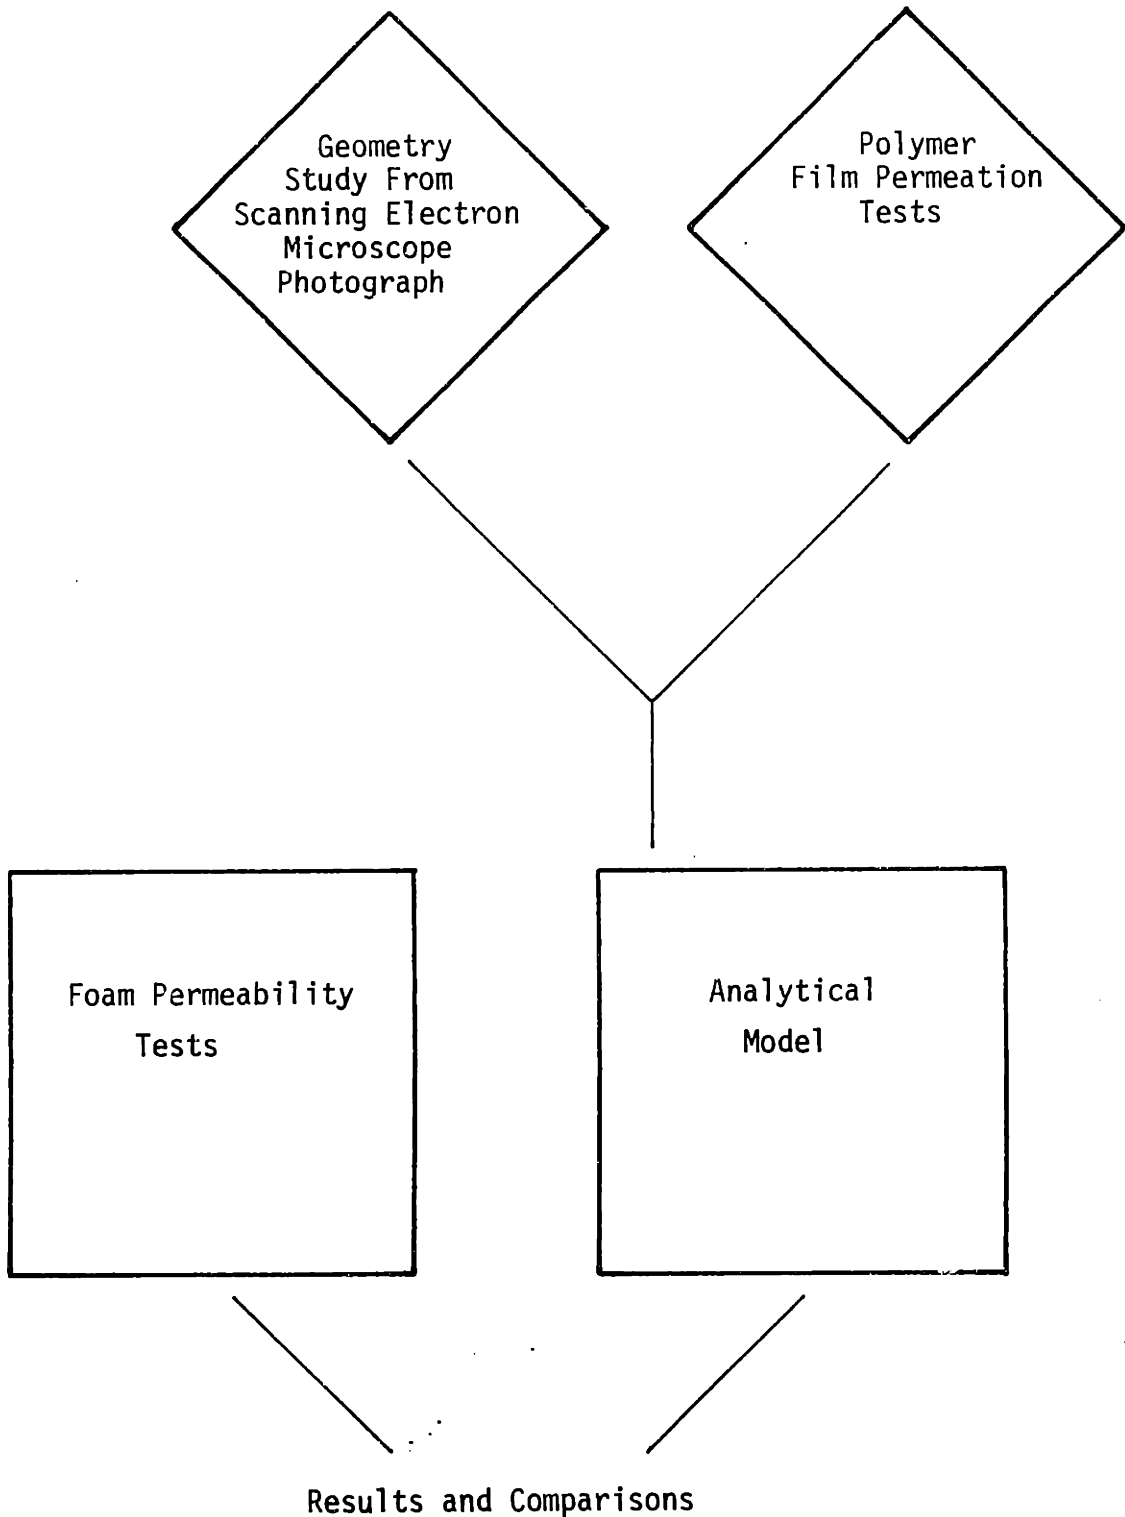 Geometry
Study From
Scanning Electron
Microscope
Photograph
Polymer
Film Permeation
Tests
Foam Permeability
Tests
Analytical
Model
Results and Comparisons